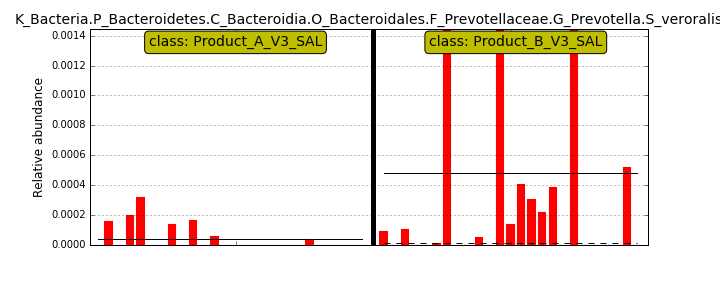 K_Bacteria.P_Bacteroidetes.C_Bacteroidia.O_Bacteroidales.F_Prevotellaceae.G_Prevotella.S_veroralis
class: Product_A_V3_SAL
class: Product_B_V3_SAL
Relative abundance
0.0014
0.0012
0.0010
0.0008
0.0006
0.0004
0.0002
0.0000